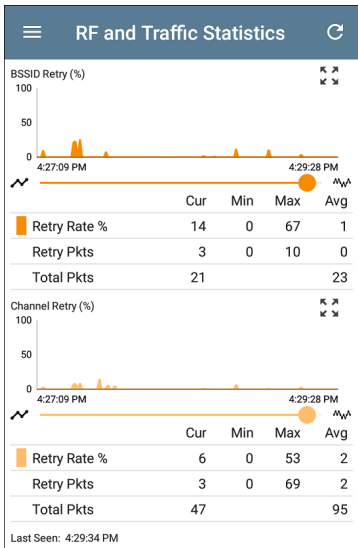 RF and Traffic Statistics
BSSID Retry (%)
100
50
0
4:27:09 PM 4:29:28 PM
Cur Min Max Avg
Retry Rate % 14 0 67 1
Retry Pkts 3 0 10 0
Total Pkts 21 23
Channel Retry (%)
100
50
0
4:27:09 PM 4:29:28 PM
Cur Min Max Avg
Retry Rate % 6 0 53 2
Retry Pkts 3 0 69 2
Total Pkts 47 95
Last Seen: 4:29:34 PM